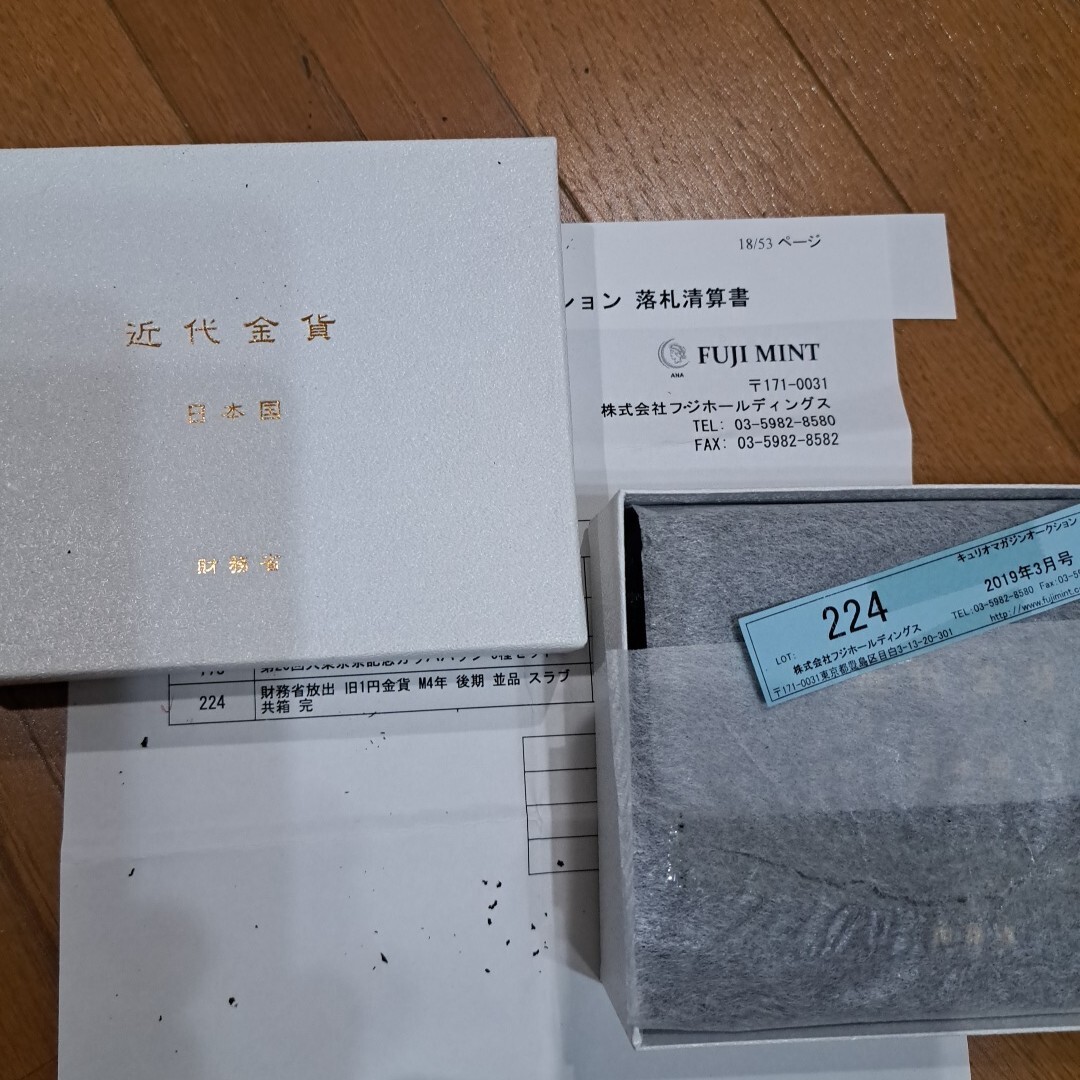 近代金貨
日本国
財務省
18/53 ページ
ション 落札清算書
FUJI MINT
ANA
〒171-0031
株式会社フジホールディングス
TEL: 03-5982-8580
FAX: 03-5982-8582
224
財務省放出 旧1円金貨 M4年 後期 並品 スラブ
共箱 完
キュリオマガジンオークション
2019年3月号
LOT: 224
TEL:03-5982-8580 Fax:03-5
株式会社フジホールディングス
http://www.fujimint.c
〒171-0031東京都豊島区目白3-13-20-301
財務省